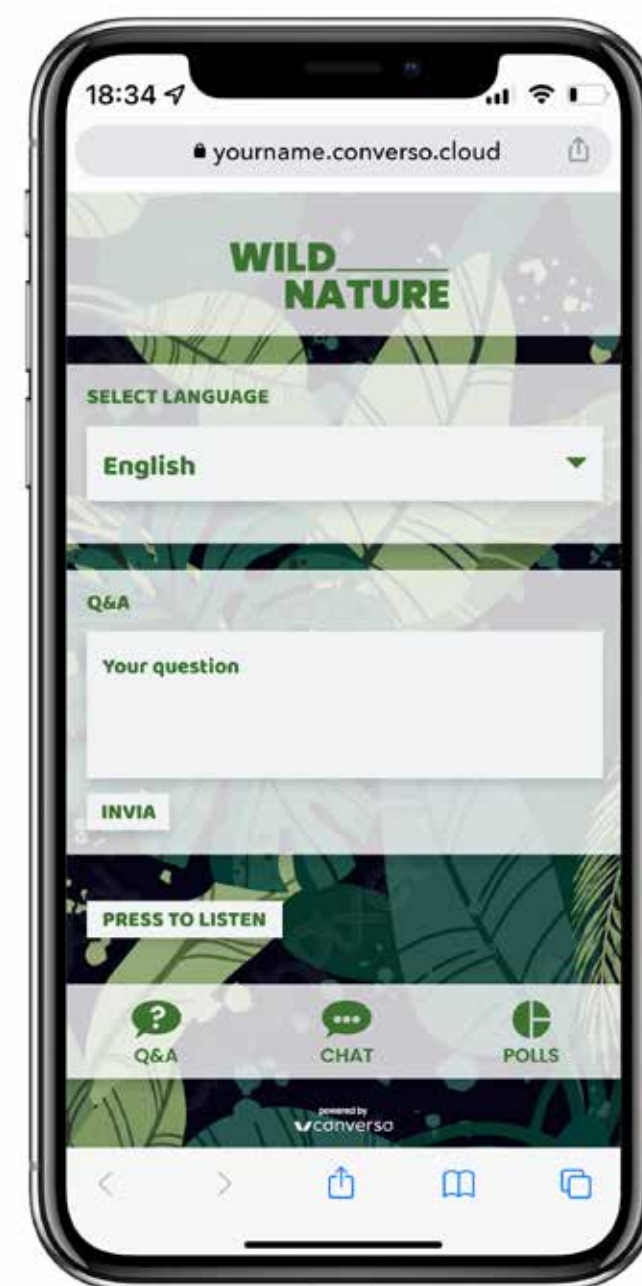 18:34
yourname.converso.cloud
WILD
NATURE
SELECT LANGUAGE
English
Q&A
Your question
INVIA
PRESS TO LISTEN
Q&A
CHAT
POLLS
powered by
converso